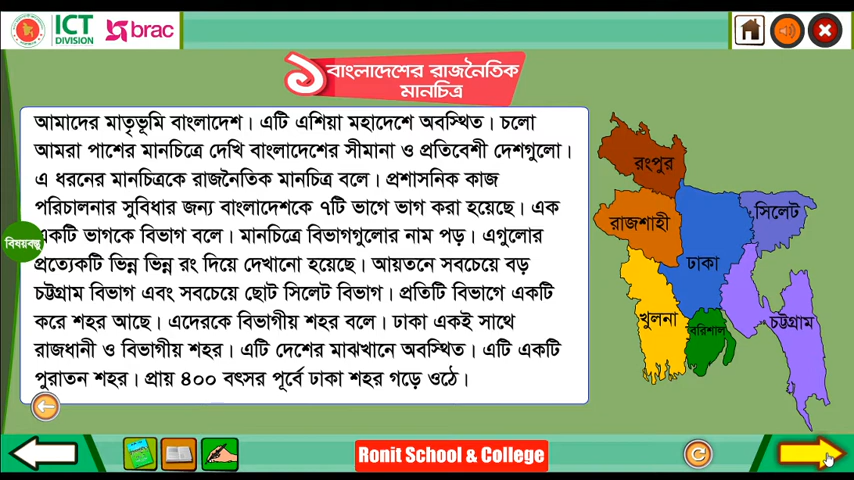 ICT
DIVISION
brac
১
বাংলাদেশের রাজনৈতিক
মানচিত্র
আমাদের মাতৃভূমি বাংলাদেশ। এটি এশিয়া মহাদেশে অবস্থিত। চলো
আমরা পাশের মানচিত্রে দেখি বাংলাদেশের সীমানা ও প্রতিবেশী দেশগুলো।
এ ধরনের মানচিত্রকে রাজনৈতিক মানচিত্র বলে। প্রশাসনিক কাজ
পরিচালনার সুবিধার জন্য বাংলাদেশকে ৭টি ভাগে ভাগ করা হয়েছে। এক
একটি ভাগকে বিভাগ বলে। মানচিত্রে বিভাগগুলোর নাম পড়। এগুলোর
প্রত্যেকটি ভিন্ন ভিন্ন রং দিয়ে দেখানো হয়েছে। আয়তনে সবচেয়ে বড়
চট্টগ্রাম বিভাগ এবং সবচেয়ে ছোট সিলেট বিভাগ। প্রতিটি বিভাগে একটি
করে শহর আছে। এদেরকে বিভাগীয় শহর বলে। ঢাকা একই সাথে
রাজধানী ও বিভাগীয় শহর। এটি দেশের মাঝখানে অবস্থিত। এটি একটি
পুরাতন শহর। প্রায় ৪০০ বৎসর পূর্বে ঢাকা শহর গড়ে ওঠে।
বিষয়বস্তু
রংপুর
রাজশাহী
সিলেট
ঢাকা
খুলনা
বরিশাল
চট্টগ্রাম
Ronit School & College